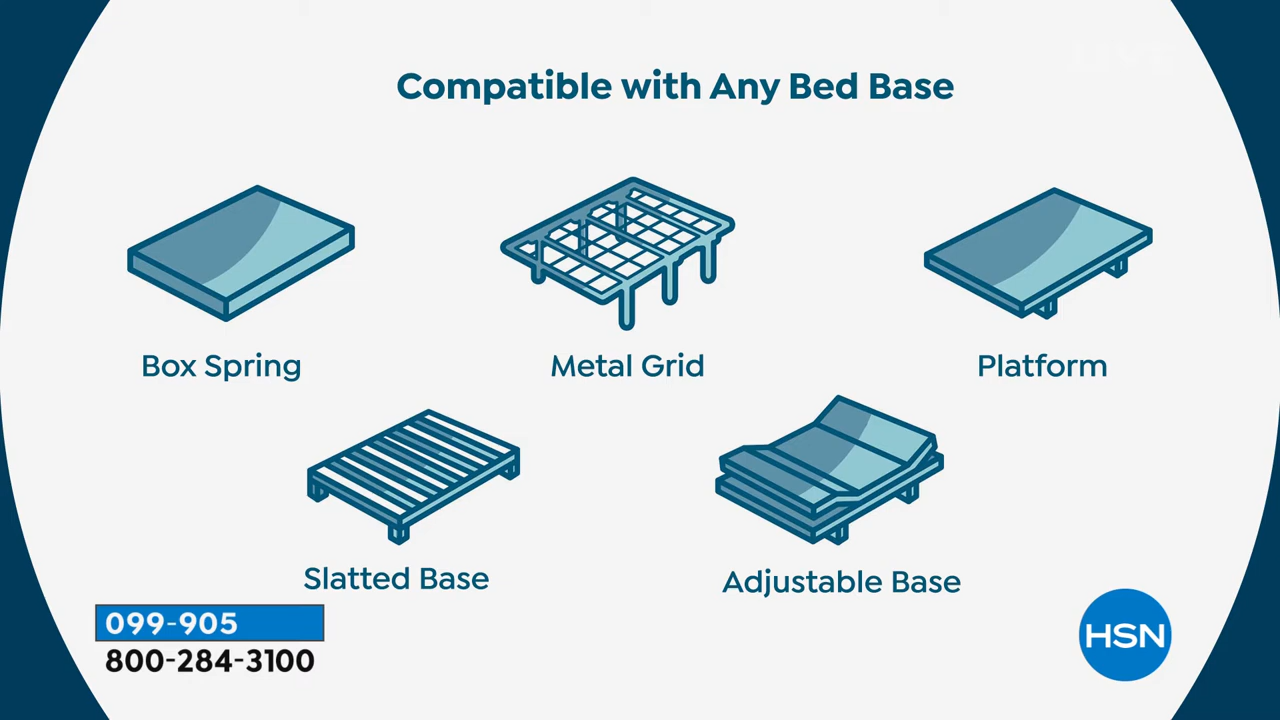 Compatible with Any Bed Base
Box Spring
Metal Grid
Platform
Slatted Base
Adjustable Base
099-905
800-284-3100
HSN